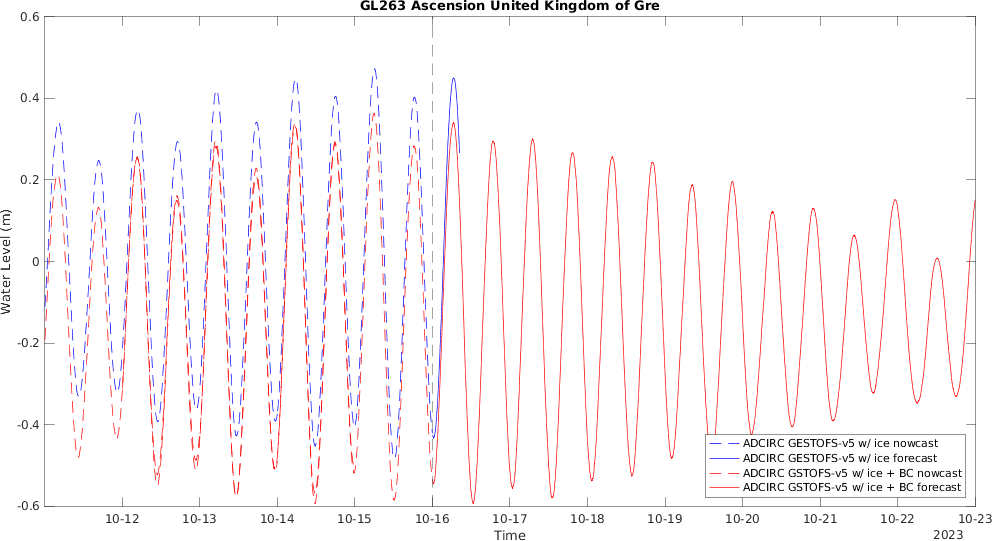 GL263 Ascension United Kingdom of Gre
0.6
0.4
0.2
0
-0.2
-0.4
-0.6
Water Level (m)
10-12 10-13 10-14 10-15 10-16 10-17 10-18 10-19 10-20 10-21 10-22 10-23
Time
2023
ADCIRC GESTOFS-v5 w/ ice nowcast
ADCIRC GESTOFS-v5 w/ ice forecast
ADCIRC GSTOFS-v5 w/ ice + BC nowcast
ADCIRC GSTOFS-v5 w/ ice + BC forecast